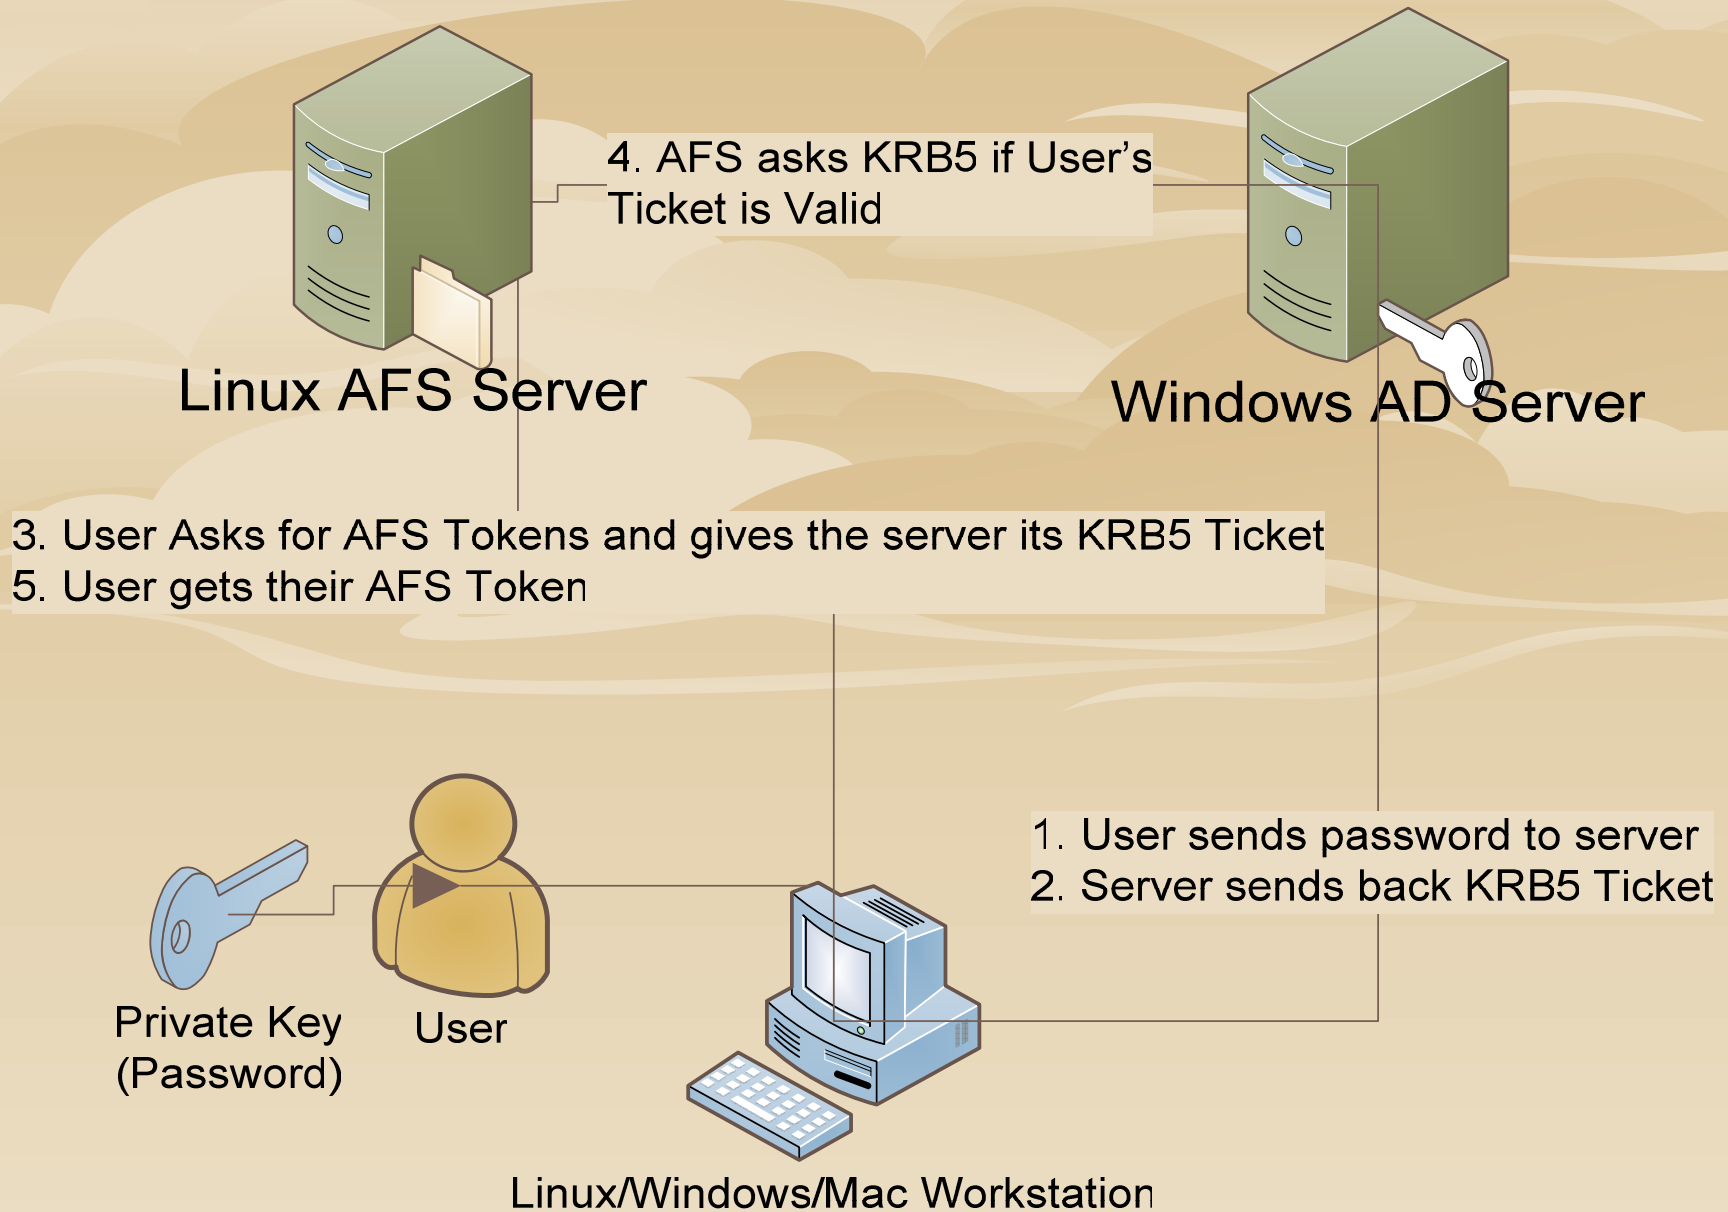 4. AFS asks KRB5 if User's
Ticket is Valid
Linux AFS Server
Windows AD Server
3. User Asks for AFS Tokens and gives the server its KRB5 Ticket
5. User gets their AFS Token
1. User sends password to server
2. Server sends back KRB5 Ticket
Private Key
(Password)
User
Linux/Windows/Mac Workstation